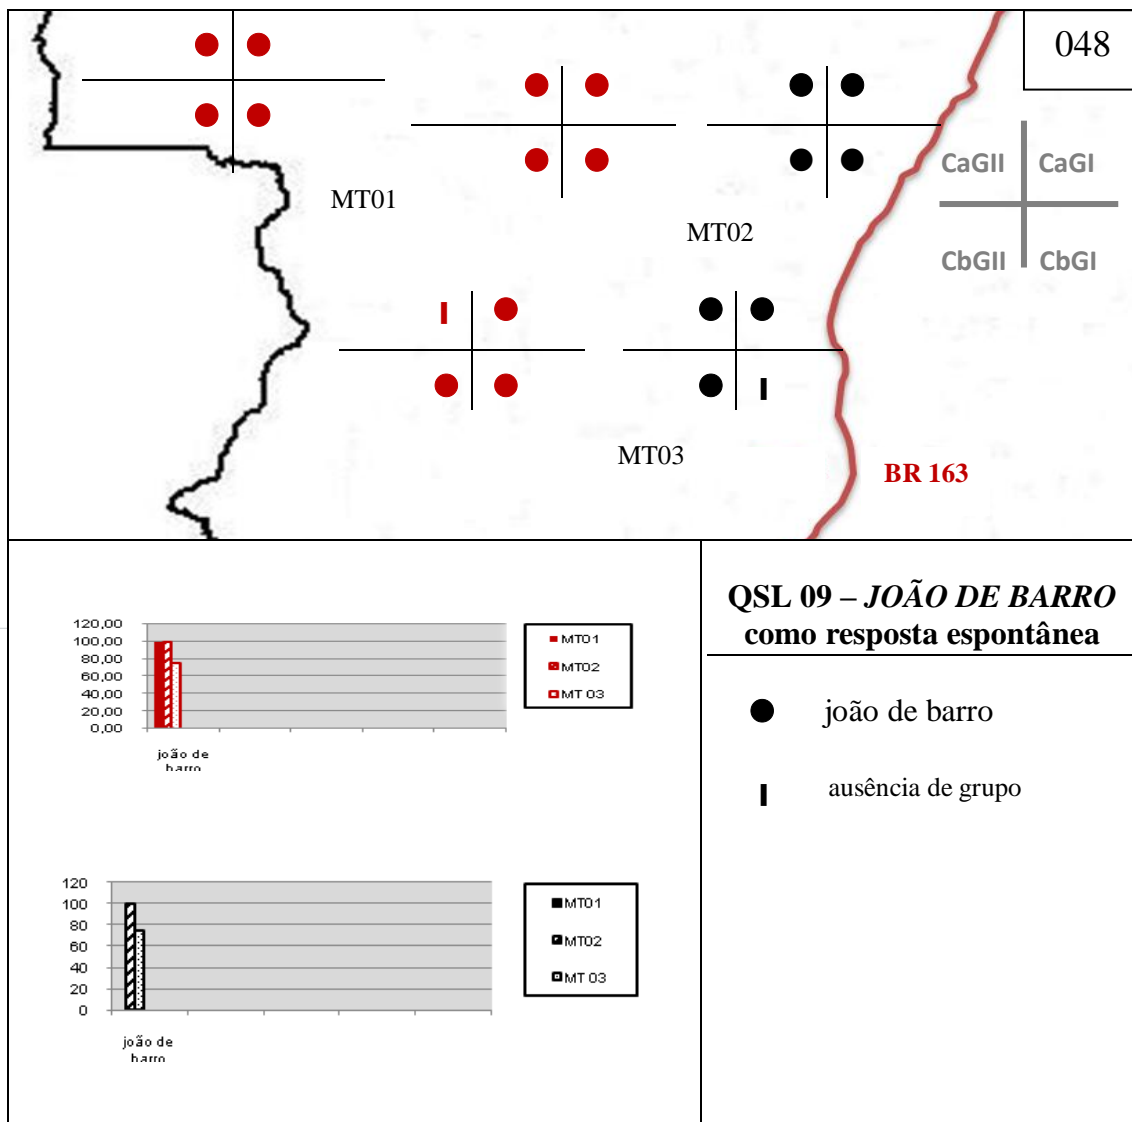 048
CaGII CaGI
MT01
MT02
CbGII CbGI
MT03
BR 163
QSL 09 – JOÃO DE BARRO
como resposta espontânea
joão de barro
ausência de grupo
120,00
100,00
80,00
60,00
40,00
20,00
0,00
joão de
barro
MT01
MT02
MT 03
120
100
80
60
40
20
0
joão de
barro
MT01
MT02
MT 03